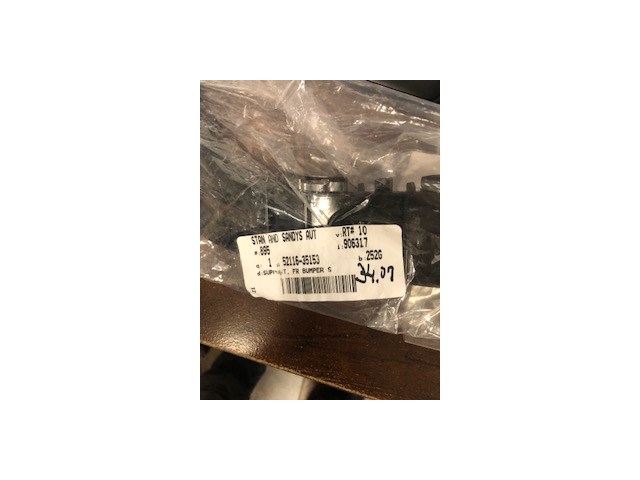 STAN AND SANDYS AUT v.RT# 10
#.895 i.906317
q: 1 p.52116-35153 b.252G
d:SUPPORT, FR BUMPER S
34.07